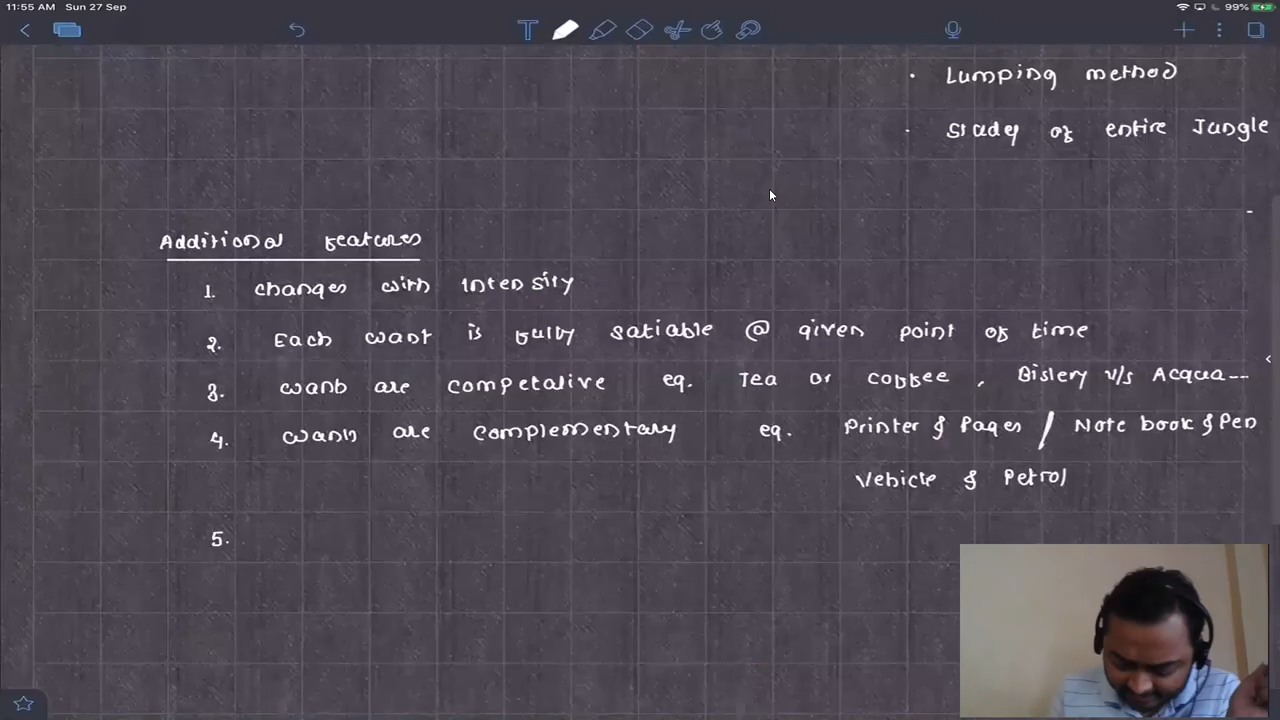 11:55 AM Sun 27 Sep
99%
T
• Lumping method
• Study of entire Jungle
Additional features
1. changes with Intensity
2. Each want is fully satiable @ given point of time
3. wants are competative eg. Tea or coffee, Bislery v/s Acqua...
4. wants are complementary eg. Printer & Pages / Note book & Pen
Vehicle & Petrol
5.